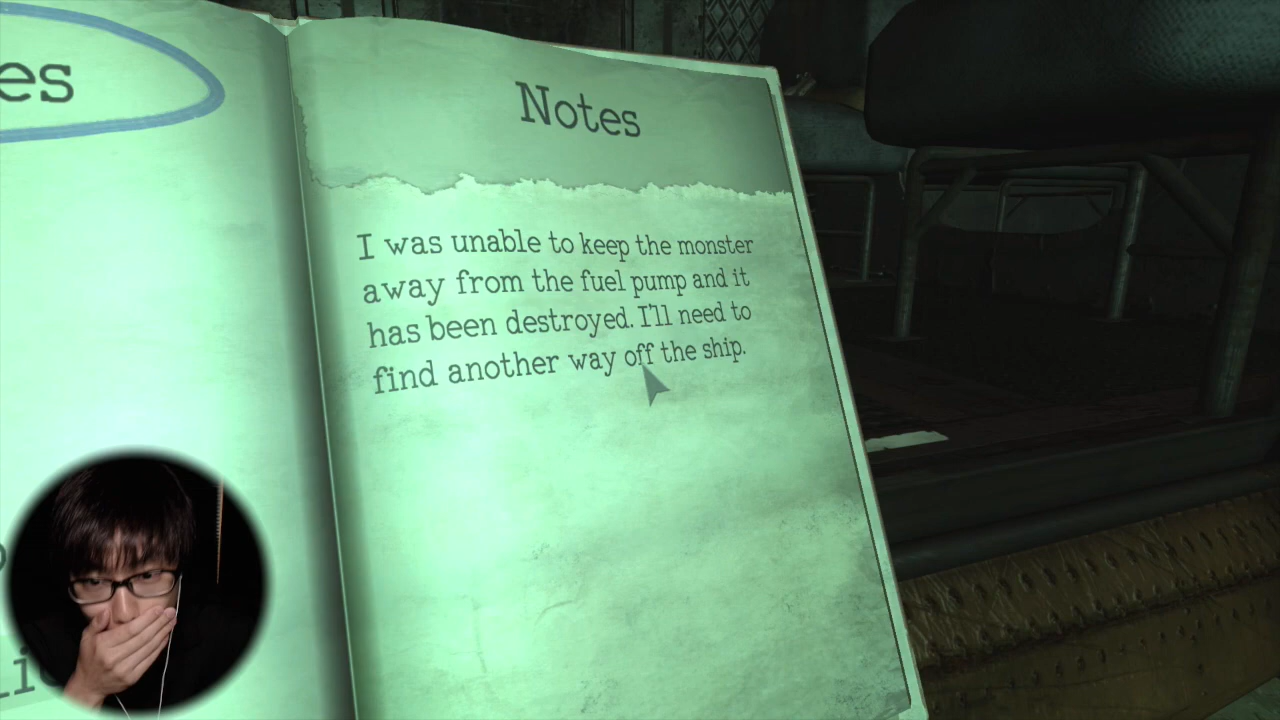 Notes
I was unable to keep the monster
away from the fuel pump and it
has been destroyed. I'll need to
find another way off the ship.